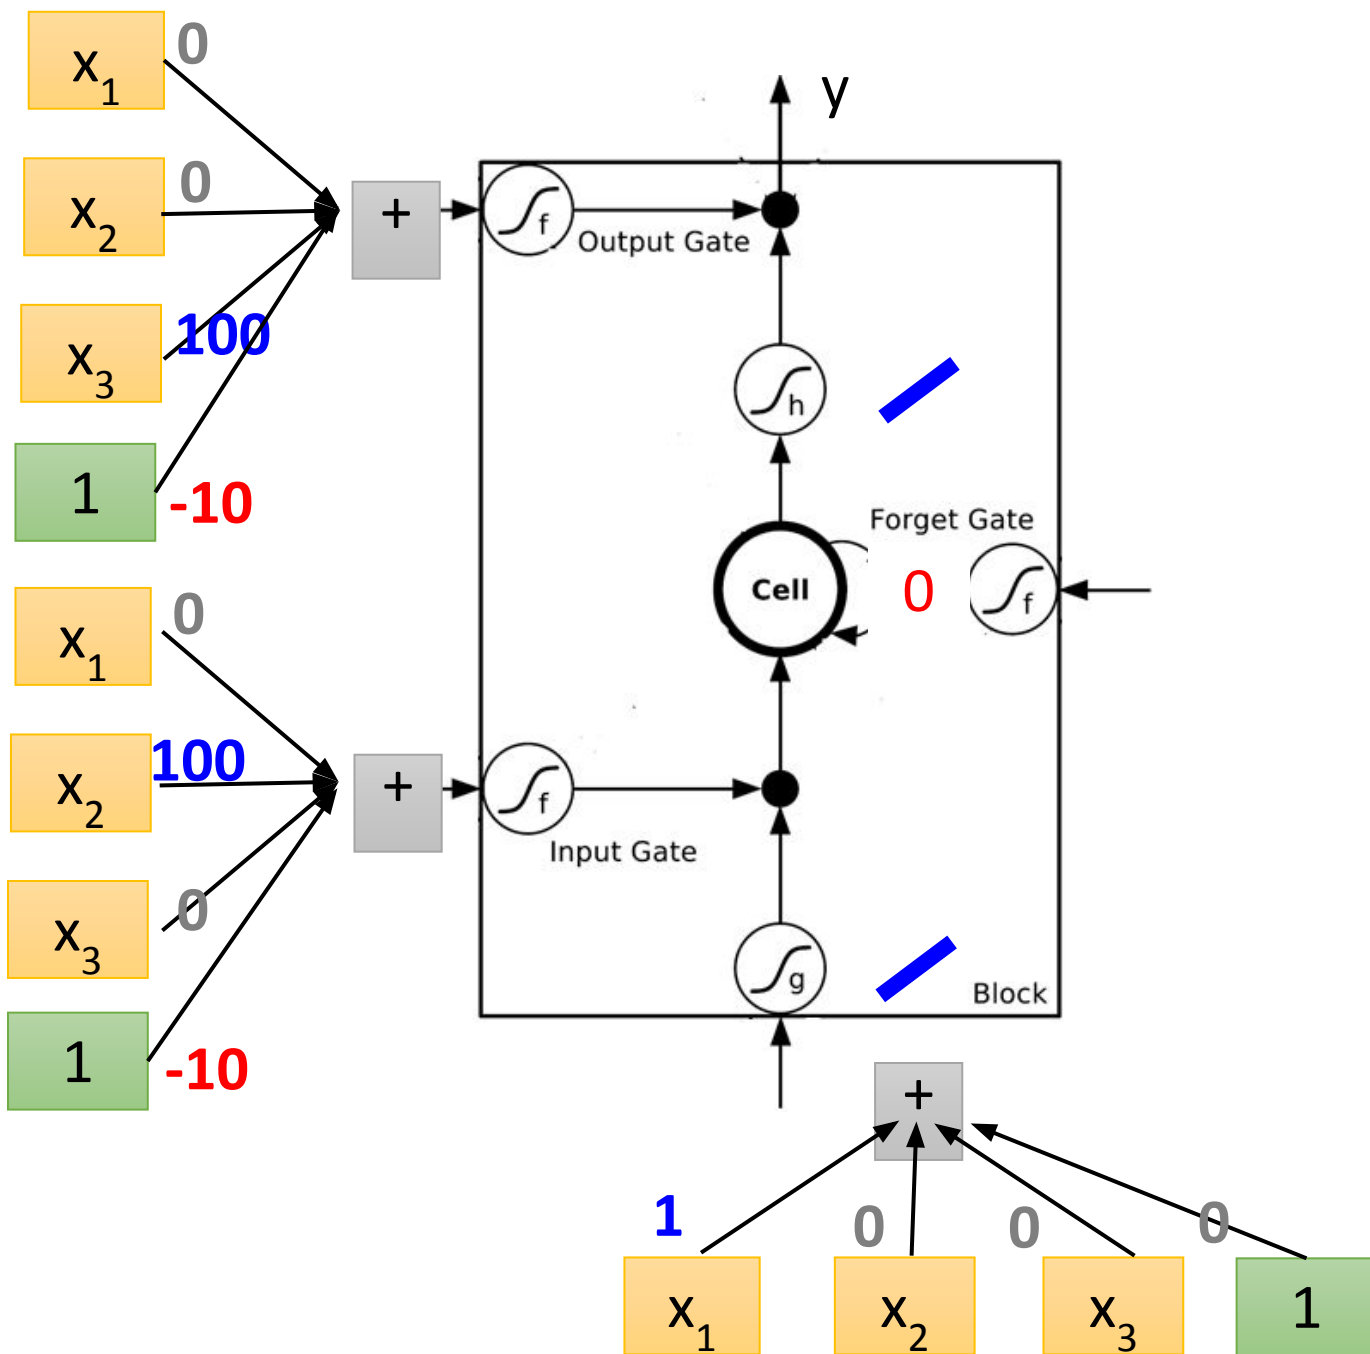 x1 0
y
x2 0
+
f
Output Gate
x3 100
h
1 -10
Forget Gate
Cell
0
f
x1 0
x2 100
+
f
Input Gate
x3 0
g
Block
1 -10
+
1 0 0 0
x1 x2 x3 1